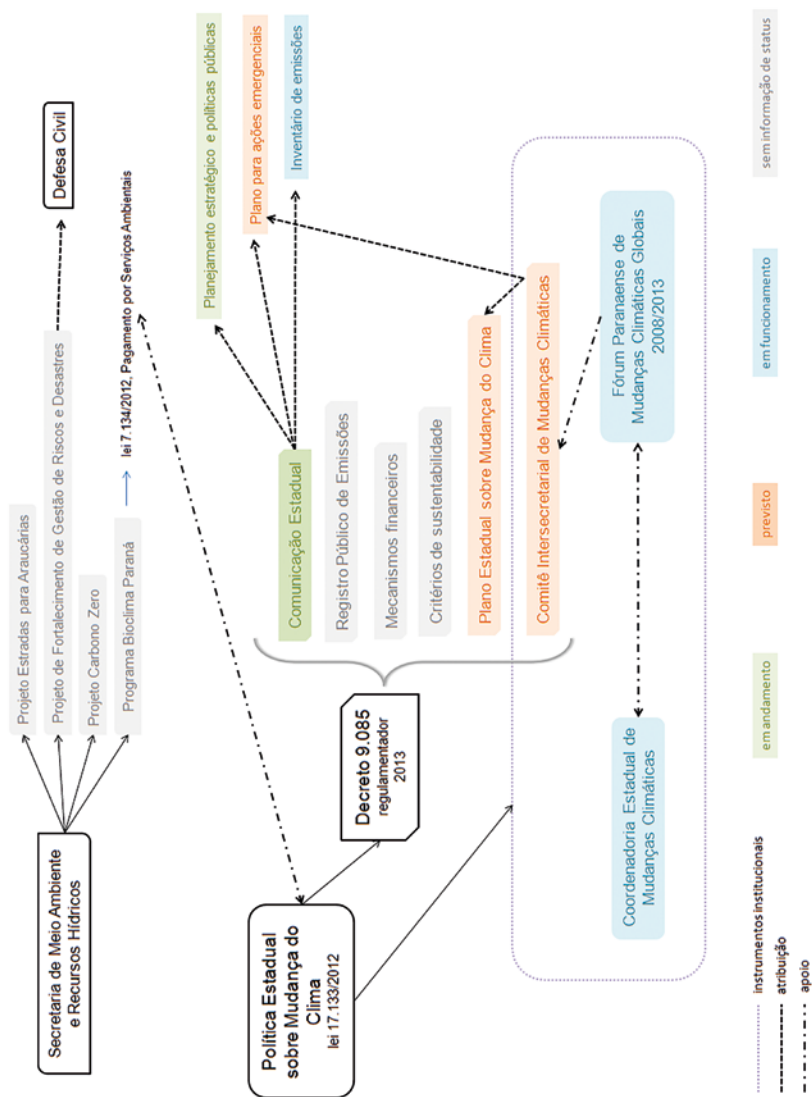 Secretaria de Meio Ambiente
e Recursos Hídricos
Projeto Estradas para Araucárias
Projeto de Fortalecimento de Gestão de Riscos e Desastres
Projeto Carbono Zero
Programa Bioclima Paraná
Defesa Civil
lei 7.134/2012, Pagamento por Serviços Ambientais
Política Estadual
sobre Mudança do
Clima
lei 17.133/2012
Decreto 9.085
regulamentador
2013
Comunicação Estadual
Registro Público de Emissões
Mecanismos financeiros
Critérios de sustentabilidade
Plano Estadual sobre Mudança do Clima
Comitê Intersecretarial de Mudanças Climáticas
Planejamento estratégico e políticas públicas
Plano para ações emergenciais
Inventário de emissões
Coordenadoria Estadual de
Mudanças Climáticas
Fórum Paranaense de
Mudanças Climáticas Globais
2008/2013
instrumentos institucionais
atribuição
apoio
em andamento
previsto
em funcionamento
sem informação de status